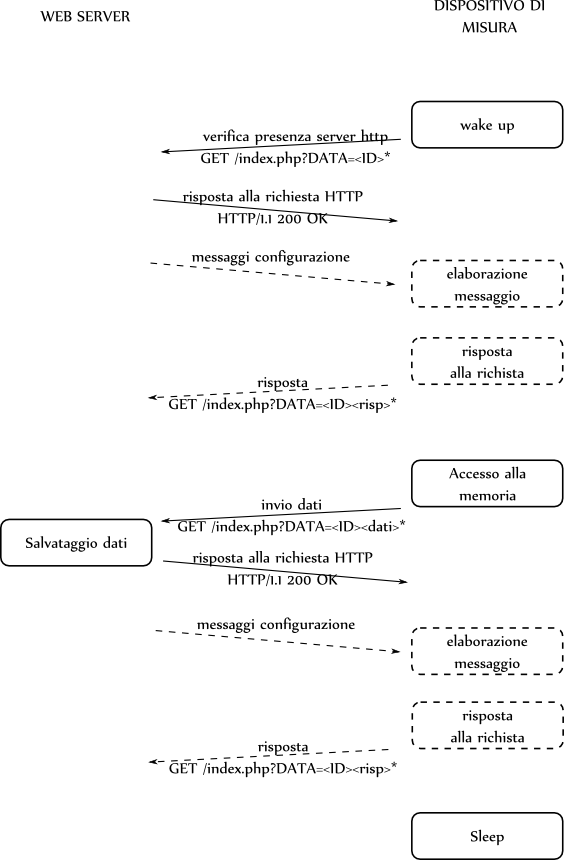 WEB SERVER
DISPOSITIVO DI
MISURA
wake up
verifica presenza server http
GET /index.php?DATA=<ID>*
risposta alla richiesta HTTP
HTTP/1.1 200 OK
messaggi configurazione
elaborazione
messaggio
risposta
alla richista
risposta
GET /index.php?DATA=<ID><risp>*
Accesso alla
memoria
invio dati
GET /index.php?DATA=<ID><dati>*
Salvataggio dati
risposta alla richiesta HTTP
HTTP/1.1 200 OK
messaggi configurazione
elaborazione
messaggio
risposta
alla richista
risposta
GET /index.php?DATA=<ID><risp>*
Sleep